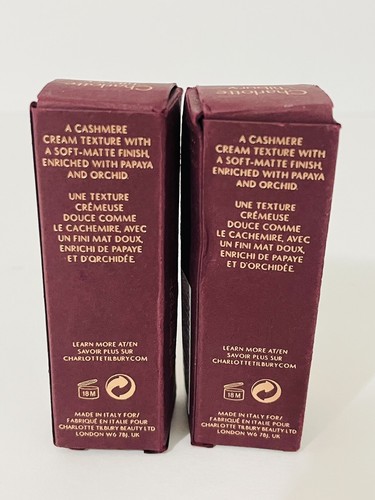 Charlotte
A CASHMERE
CREAM TEXTURE WITH
A SOFT-MATTE FINISH,
ENRICHED WITH PAPAYA
AND ORCHID.
UNE TEXTURE
CRÉMEUSE
DOUCE COMME
LE CACHEMIRE, AVEC
UN FINI MAT DOUX,
ENRICHI DE PAPAYE
ET D'ORCHIDÉE.
LEARN MORE AT/EN
SAVOIR PLUS SUR
CHARLOTTETILBURY.COM
18 M
MADE IN ITALY FOR/
FABRIQUÉ EN ITALIE POUR
CHARLOTTE TILBURY BEAUTY LTD
LONDON W6 7BJ, UK
Charlotte
Tilbury
A CASHMERE
CREAM TEXTURE WITH
A SOFT-MATTE FINISH,
ENRICHED WITH PAPAYA
AND ORCHID.
UNE TEXTURE
CRÉMEUSE
DOUCE COMME
LE CACHEMIRE, AVEC
UN FINI MAT DOUX,
ENRICHI DE PAPAYE
ET D'ORCHIDÉE.
LEARN MORE AT/EN
SAVOIR PLUS SUR
CHARLOTTETILBURY.COM
18 M
MADE IN ITALY FOR/
FABRIQUÉ EN ITALIE POUR
CHARLOTTE TILBURY BEAUTY LTD
LONDON W6 7BJ, UK